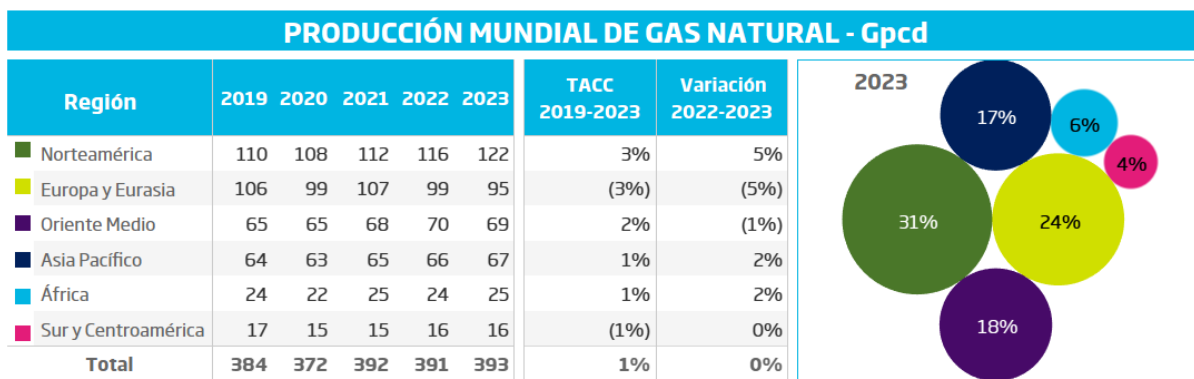 PRODUCCIÓN MUNDIAL DE GAS NATURAL - Gpcd
Región 2019 2020 2021 2022 2023 TACC 2019-2023 Variación 2022-2023
Norteamérica 110 108 112 116 122 3% 5%
Europa y Eurasia 106 99 107 99 95 (3%) (5%)
Oriente Medio 65 65 68 70 69 2% (1%)
Asia Pacífico 64 63 65 66 67 1% 2%
África 24 22 25 24 25 1% 2%
Sur y Centroamérica 17 15 15 16 16 (1%) 0%
Total 384 372 392 391 393 1% 0%
2023
17%
6%
4%
31%
24%
18%